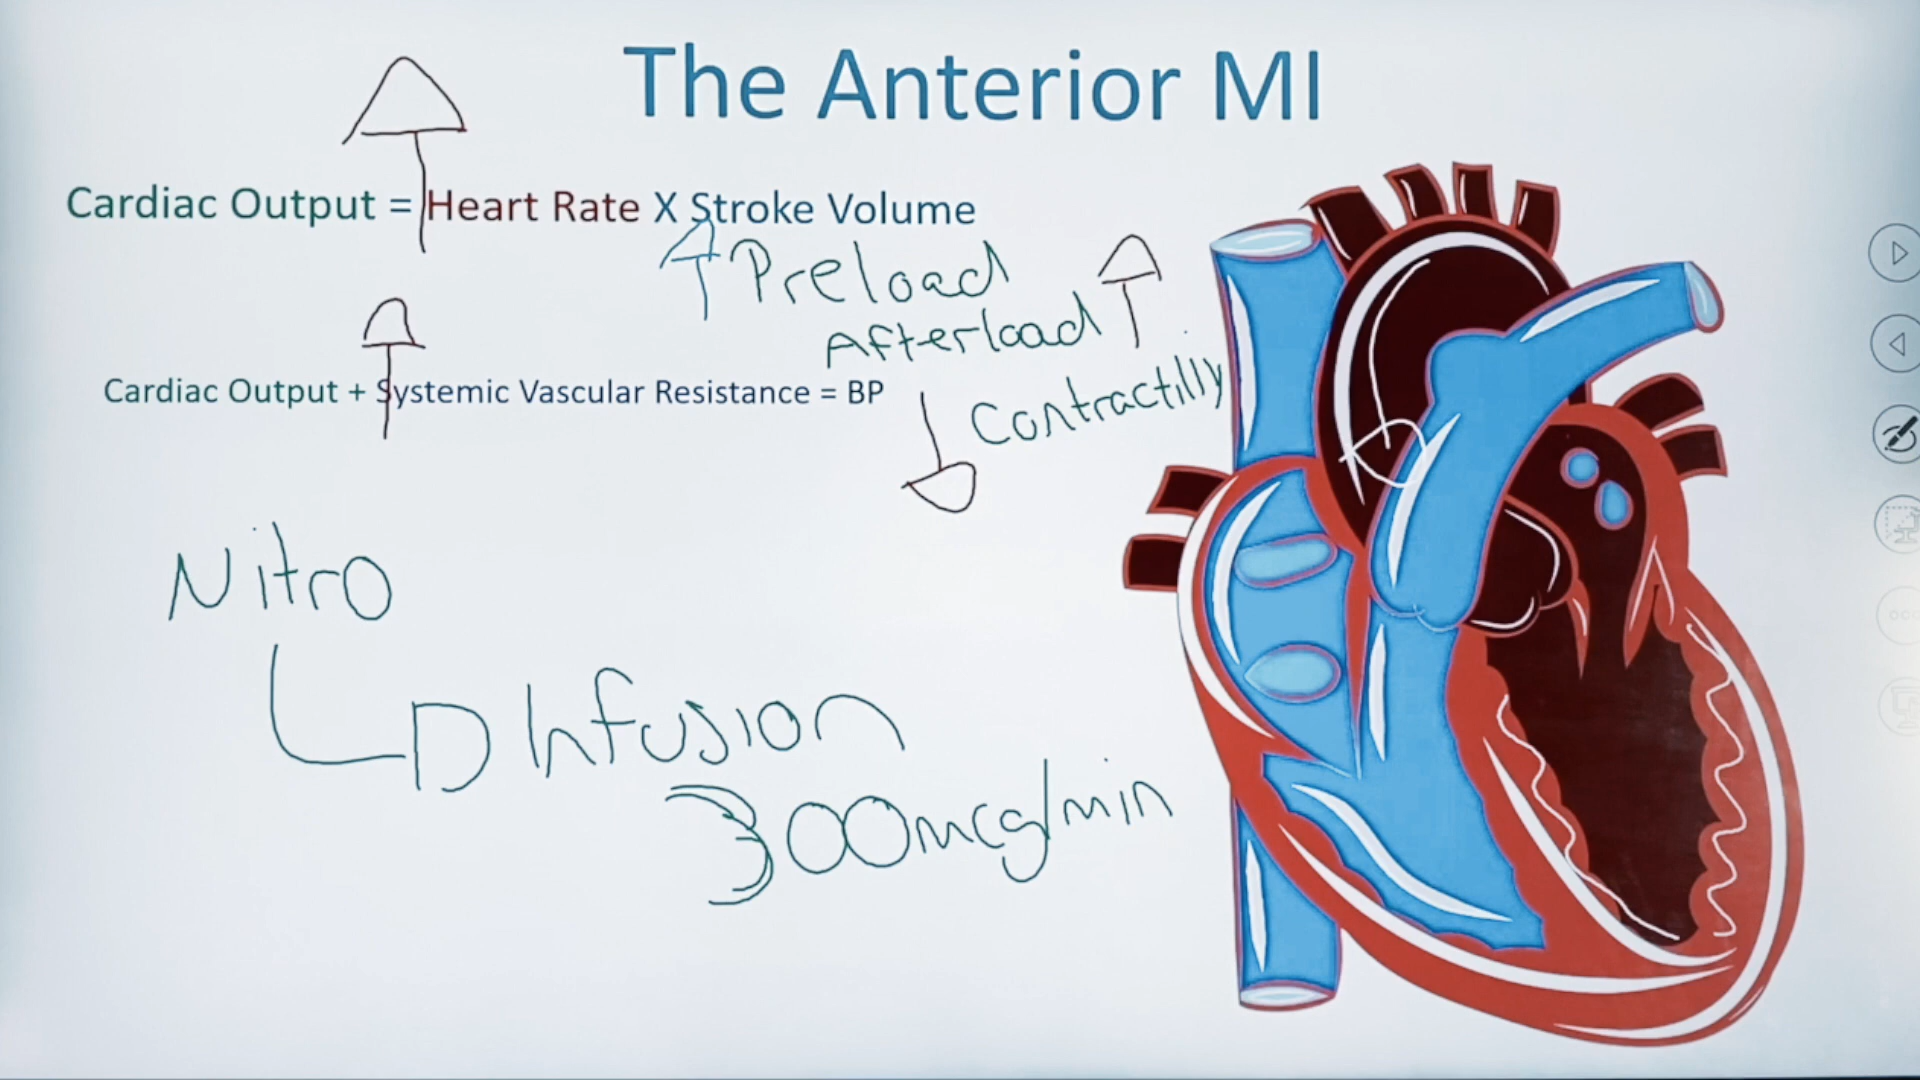 The Anterior MI
Cardiac Output = Heart Rate X Stroke Volume
Preload
Afterload
Contractilly
Cardiac Output + Systemic Vascular Resistance = BP
Nitro
Infusion
300mcg/min